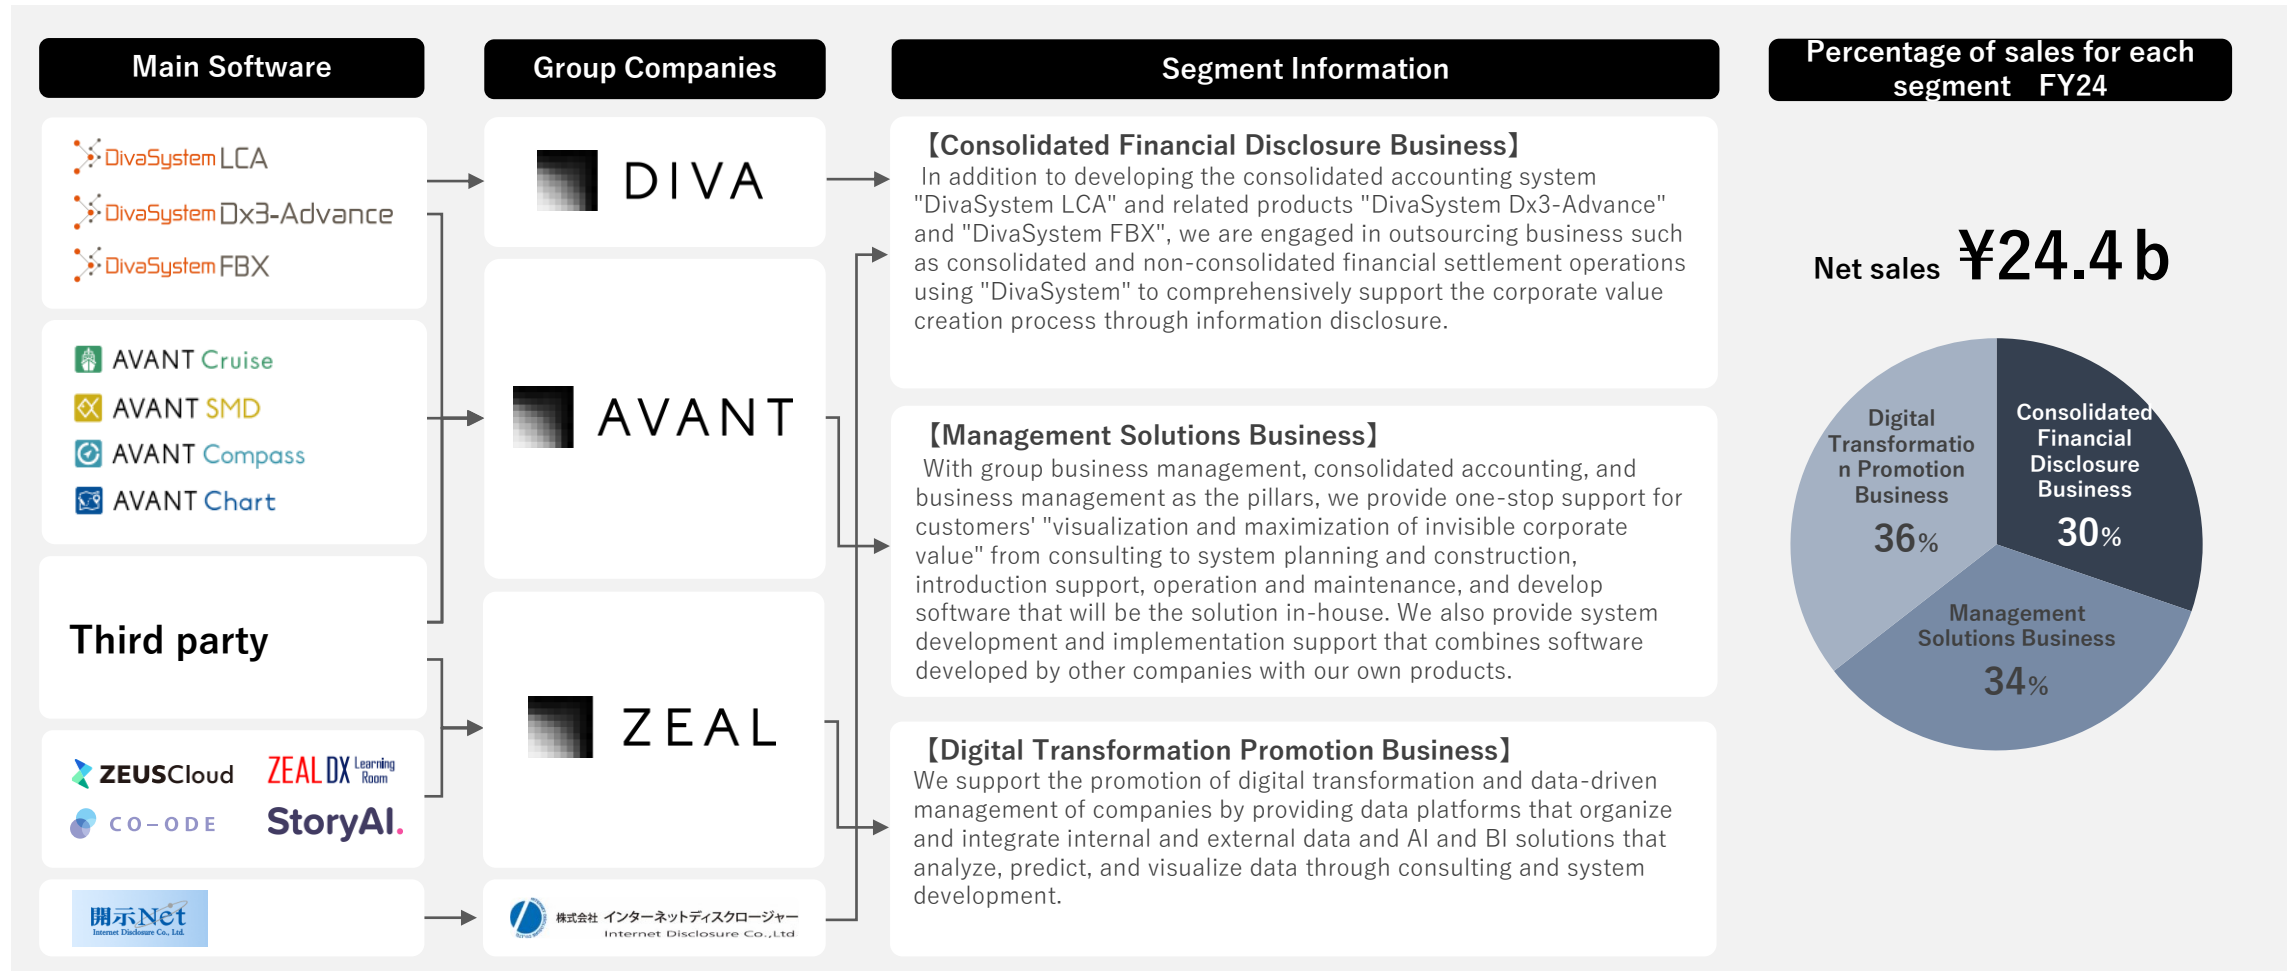 Main Software
Group Companies
Segment Information
Percentage of sales for each
segment FY24
DivaSystem LCA
DivaSystem Dx3-Advance
DivaSystem FBX
AVANT Cruise
AVANT SMD
AVANT Compass
AVANT Chart
Third party
ZEUSCloud
ZEAL DX Learning
Room
CO-ODE
StoryAI.
開示Net
Internet Disclosure Co., Ltd.
DIVA
AVANT
ZEAL
株式会社 インターネットディスクロージャー
Internet Disclosure Co.,Ltd
【Consolidated Financial Disclosure Business】
In addition to developing the consolidated accounting system
"DivaSystem LCA" and related products "DivaSystem Dx3-Advance"
and "DivaSystem FBX", we are engaged in outsourcing business such
as consolidated and non-consolidated financial settlement operations
using "DivaSystem" to comprehensively support the corporate value
creation process through information disclosure.
【Management Solutions Business】
With group business management, consolidated accounting, and
business management as the pillars, we provide one-stop support for
customers' "visualization and maximization of invisible corporate
value" from consulting to system planning and construction,
introduction support, operation and maintenance, and develop
software that will be the solution in-house. We also provide system
development and implementation support that combines software
developed by other companies with our own products.
【Digital Transformation Promotion Business】
We support the promotion of digital transformation and data-driven
management of companies by providing data platforms that organize
and integrate internal and external data and AI and BI solutions that
analyze, predict, and visualize data through consulting and system
development.
Net sales ¥24.4 b
Digital
Transformatio
n Promotion
Business
36%
Consolidated
Financial
Disclosure
Business
30%
Management
Solutions Business
34%